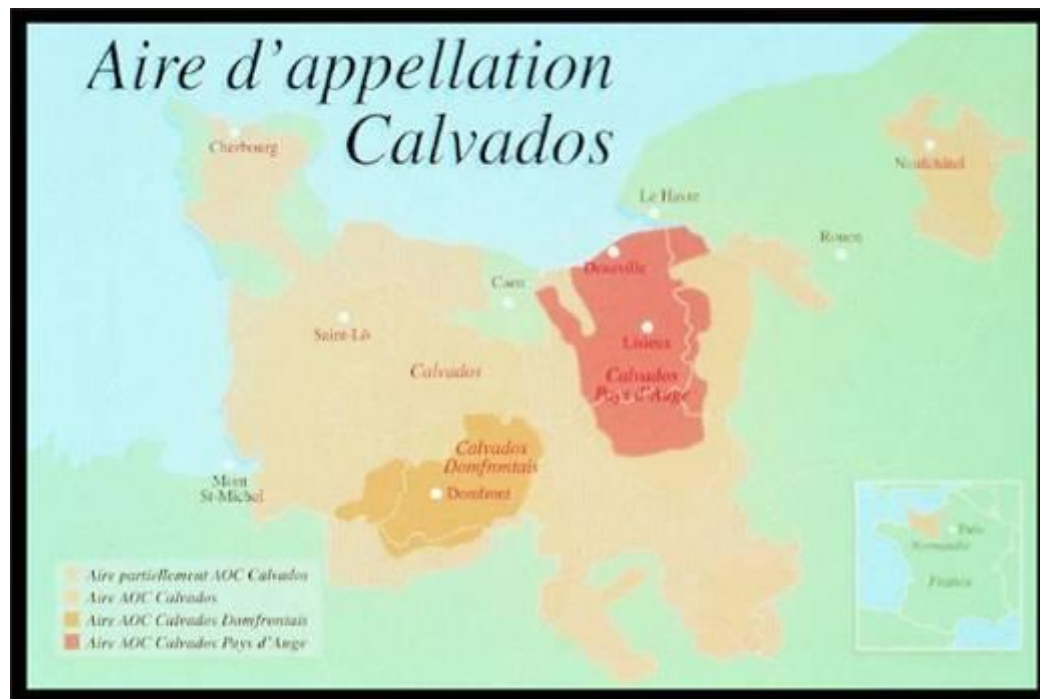 Aire d'appellation
Calvados
Cherbourg
Neufchâtel
Le Havre
Rouen
Deauville
Caen
Saint-Lô
Lisieux
Calvados
Calvados
Pays d'Auge
Calvados
Domfrontais
Mont
St-Michel
Domfront
Paris
Normandie
France
Aire partiellement AOC Calvados
Aire AOC Calvados
Aire AOC Calvados Domfrontais
Aire AOC Calvados Pays d'Auge